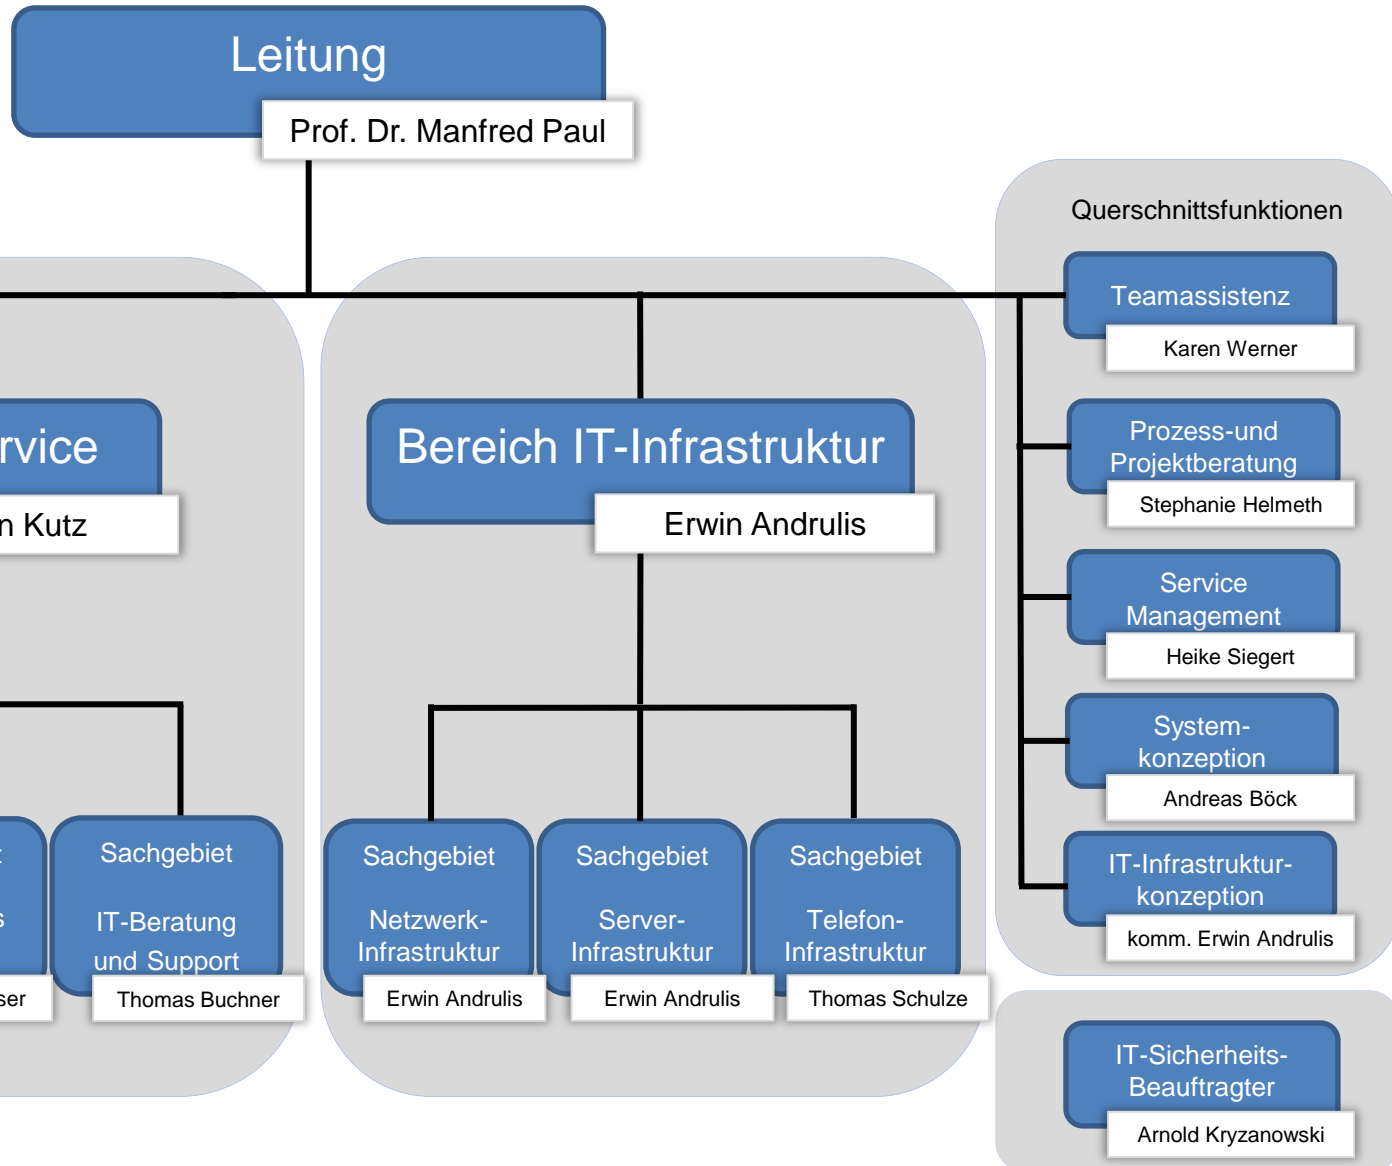 Leitung
Prof. Dr. Manfred Paul
Querschnittsfunktionen
Teamassistenz
Karen Werner
Prozess-und
Projektberatung
Stephanie Helmeth
Service
Management
Heike Siegert
System-
konzeption
Andreas Böck
IT-Infrastruktur-
konzeption
komm. Erwin Andrulis
IT-Sicherheits-
Beauftragter
Arnold Kryzanowski
rvice
n Kutz
Bereich IT-Infrastruktur
Erwin Andrulis
t
s
ser
Sachgebiet
IT-Beratung
und Support
Thomas Buchner
Sachgebiet
Netzwerk-
Infrastruktur
Erwin Andrulis
Sachgebiet
Server-
Infrastruktur
Erwin Andrulis
Sachgebiet
Telefon-
Infrastruktur
Thomas Schulze